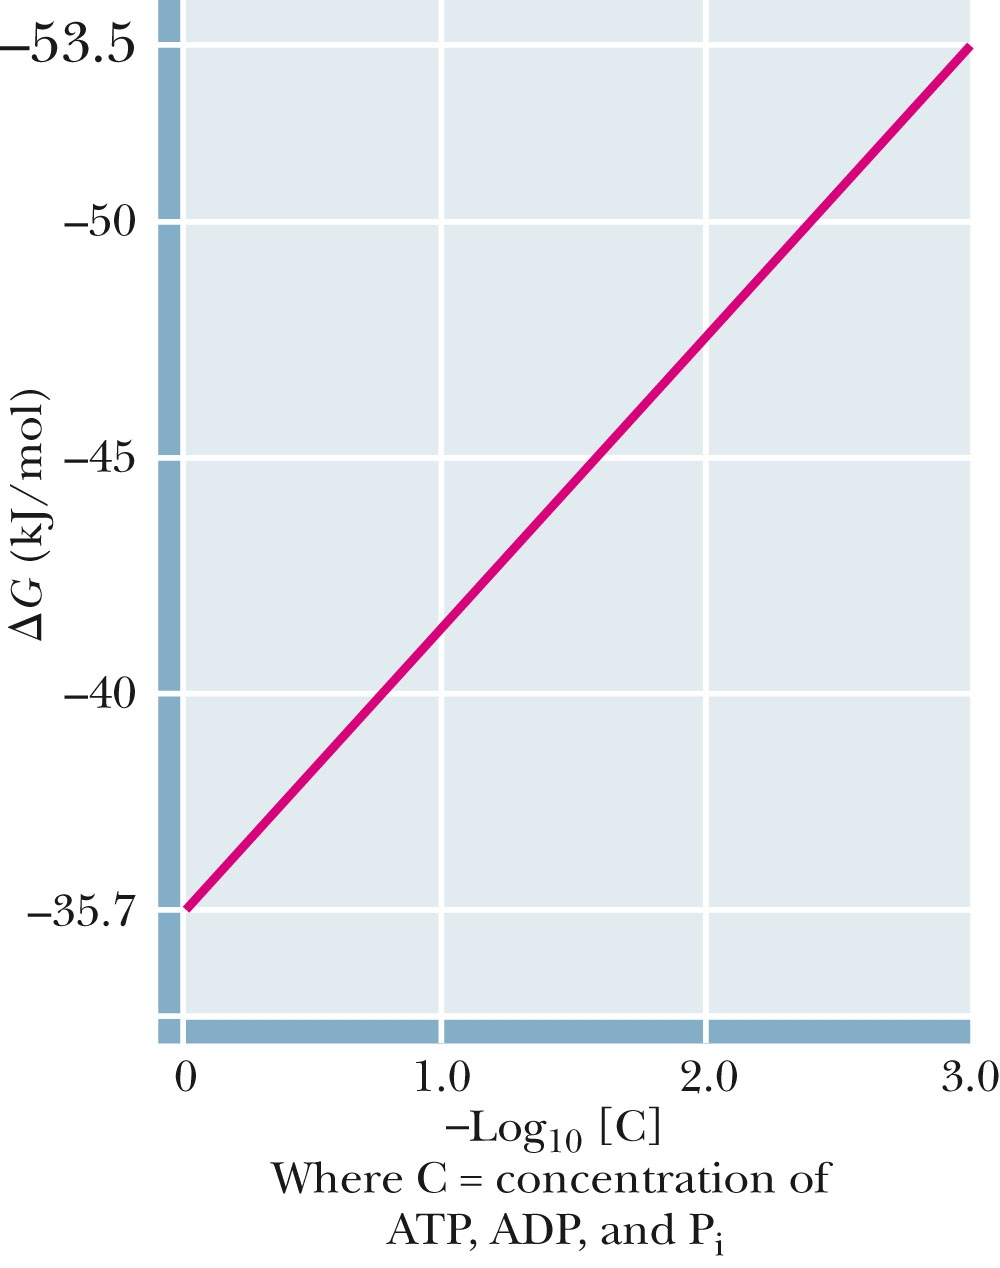 –53.5
–50
–45
–40
–35.7
ΔG (kJ/mol)
0 1.0 2.0 3.0
–Log10 [C]
Where C = concentration of
ATP, ADP, and Pi